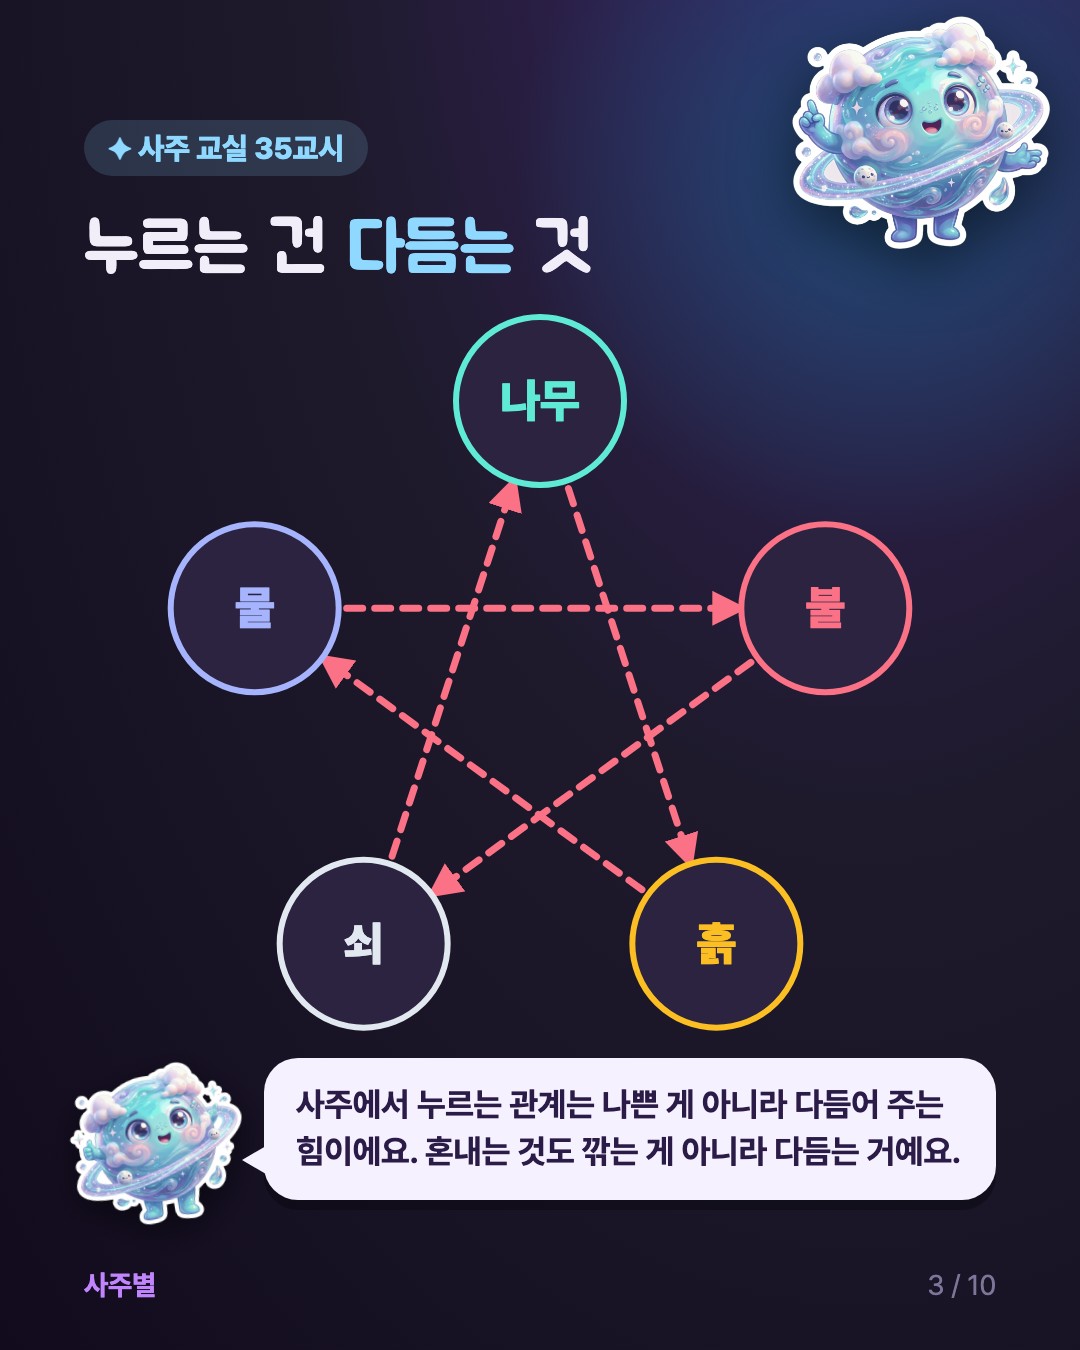 ✦ 사주 교실 35교시
누르는 건 다듬는 것
나무
물
불
쇠
흙
사주에서 누르는 관계는 나쁜 게 아니라 다듬어 주는
힘이에요. 혼내는 것도 깎는 게 아니라 다듬는 거예요.
사주별
3 / 10